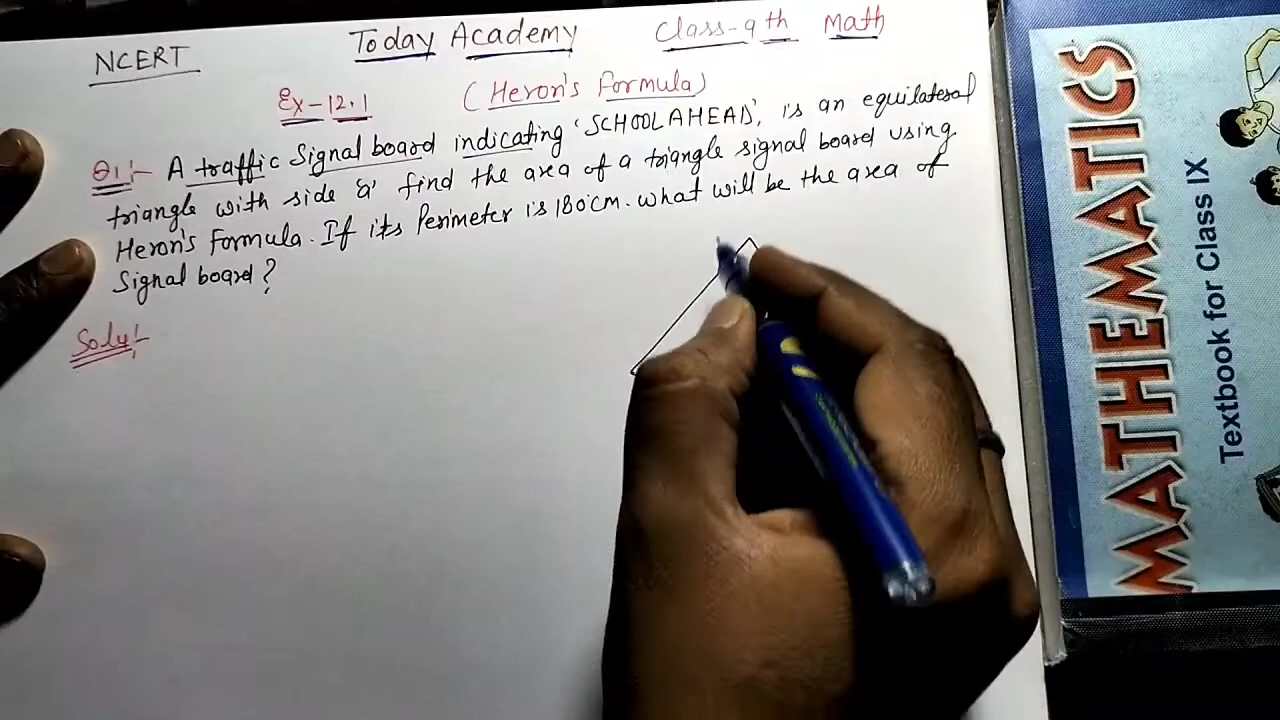 NCERT Today Academy Class-9th Math
Ex-12.1 (Heron's Formula)
Q1:- A traffic Signal board indicating 'SCHOOL AHEAD', is an equilateral
triangle with side 'a' find the area of a triangle signal board using
Heron's Formula. If its Perimeter is 180cm. what will be the area of
Signal board?
Solu:-
MATHEMATICS
Textbook for Class IX